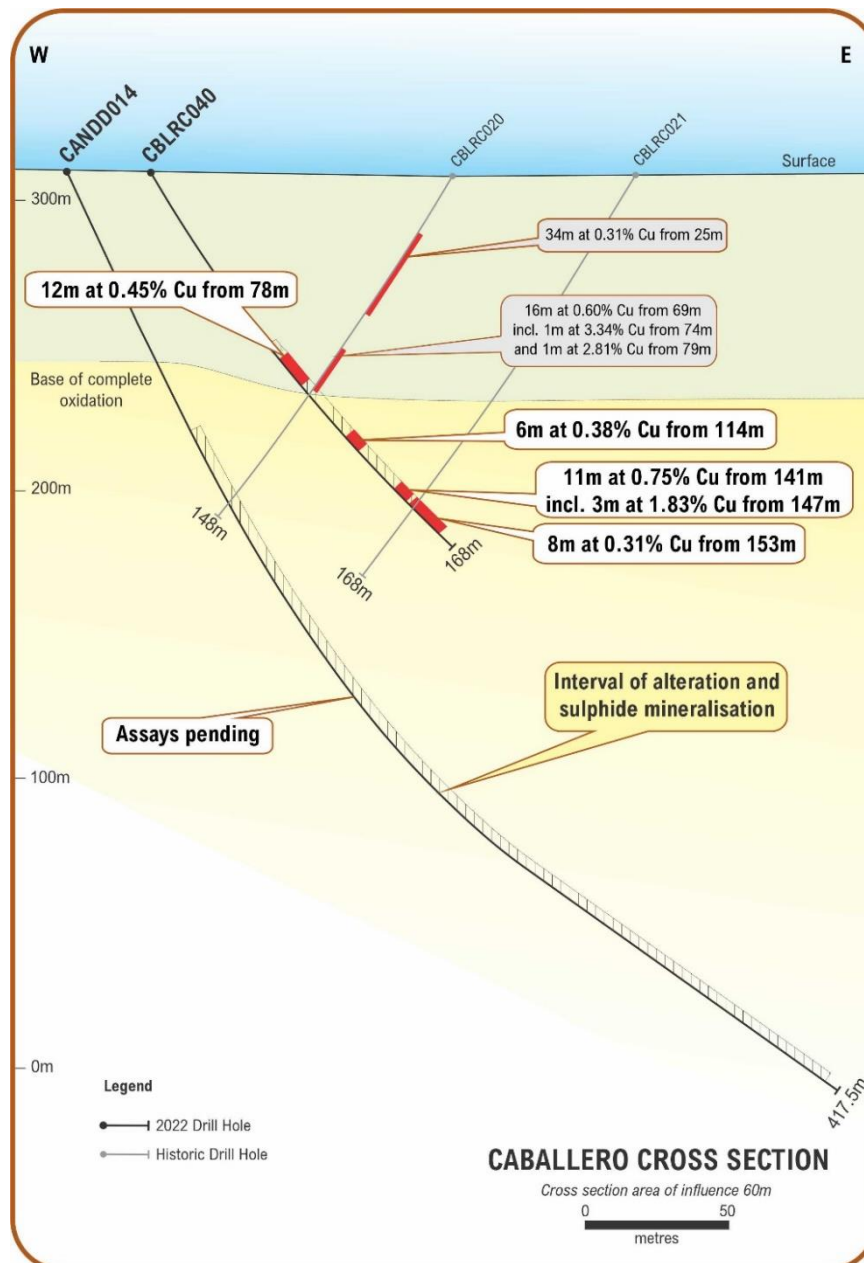 W
E
CANDD014
CBLRC040
CBLRC020
CBLRC021
Surface
300m
34m at 0.31% Cu from 25m
12m at 0.45% Cu from 78m
16m at 0.60% Cu from 69m
incl. 1m at 3.34% Cu from 74m
and 1m at 2.81% Cu from 79m
Base of complete
oxidation
6m at 0.38% Cu from 114m
11m at 0.75% Cu from 141m
incl. 3m at 1.83% Cu from 147m
200m
148m
168m
168m
8m at 0.31% Cu from 153m
Interval of alteration and
sulphide mineralisation
Assays pending
100m
0m
417.5m
Legend
2022 Drill Hole
Historic Drill Hole
CABALLERO CROSS SECTION
Cross section area of influence 60m
0 50
metres